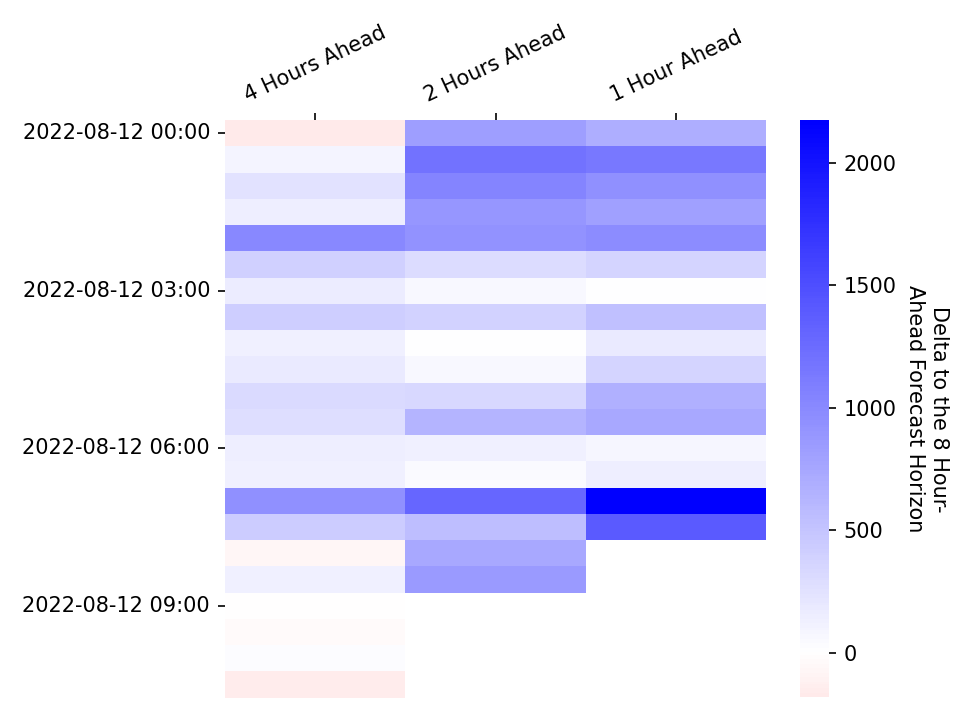 4 Hours Ahead
2 Hours Ahead
1 Hour Ahead
2022-08-12 00:00
2022-08-12 03:00
2022-08-12 06:00
2022-08-12 09:00
2000
1500
1000
500
0
Delta to the 8 Hour-
Ahead Forecast Horizon